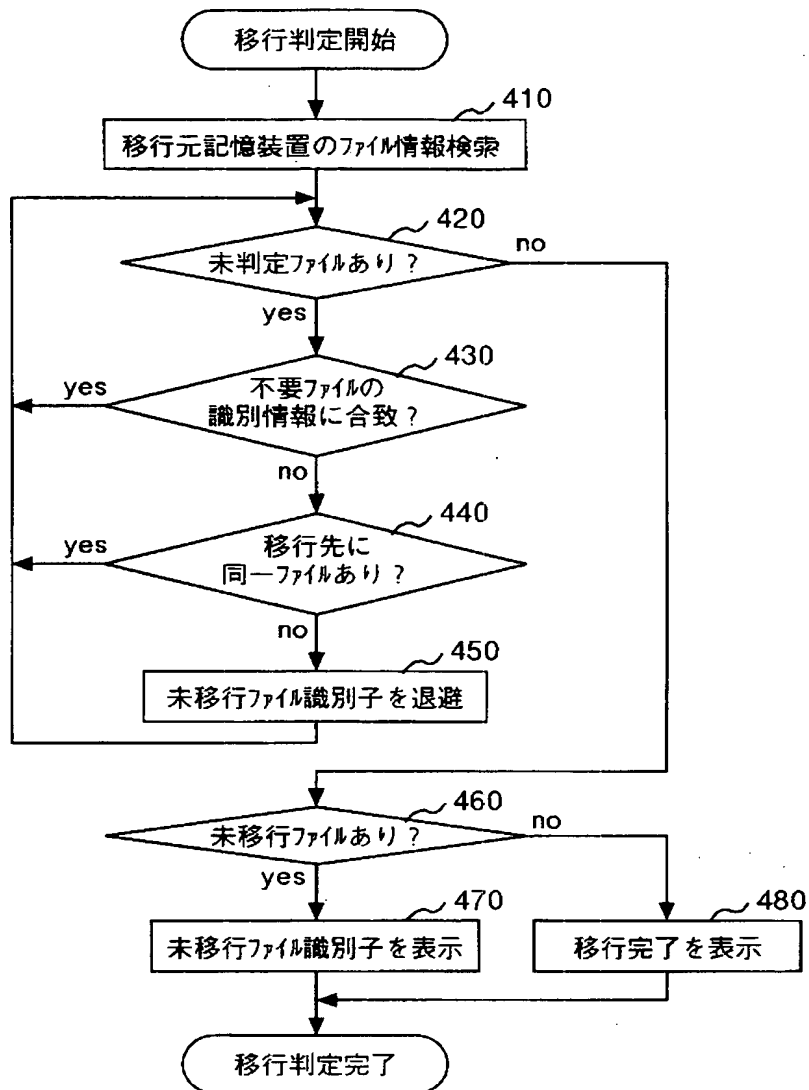 移行判定開始
410
移行元記憶装置のファイル情報検索
420
未判定ファイルあり?
no
yes
430
yes
不要ファイルの
識別情報に合致?
no
440
yes
移行先に
同一ファイルあり?
no
450
未移行ファイル識別子を退避
460
未移行ファイルあり?
no
yes
470
480
未移行ファイル識別子を表示
移行完了を表示
移行判定完了